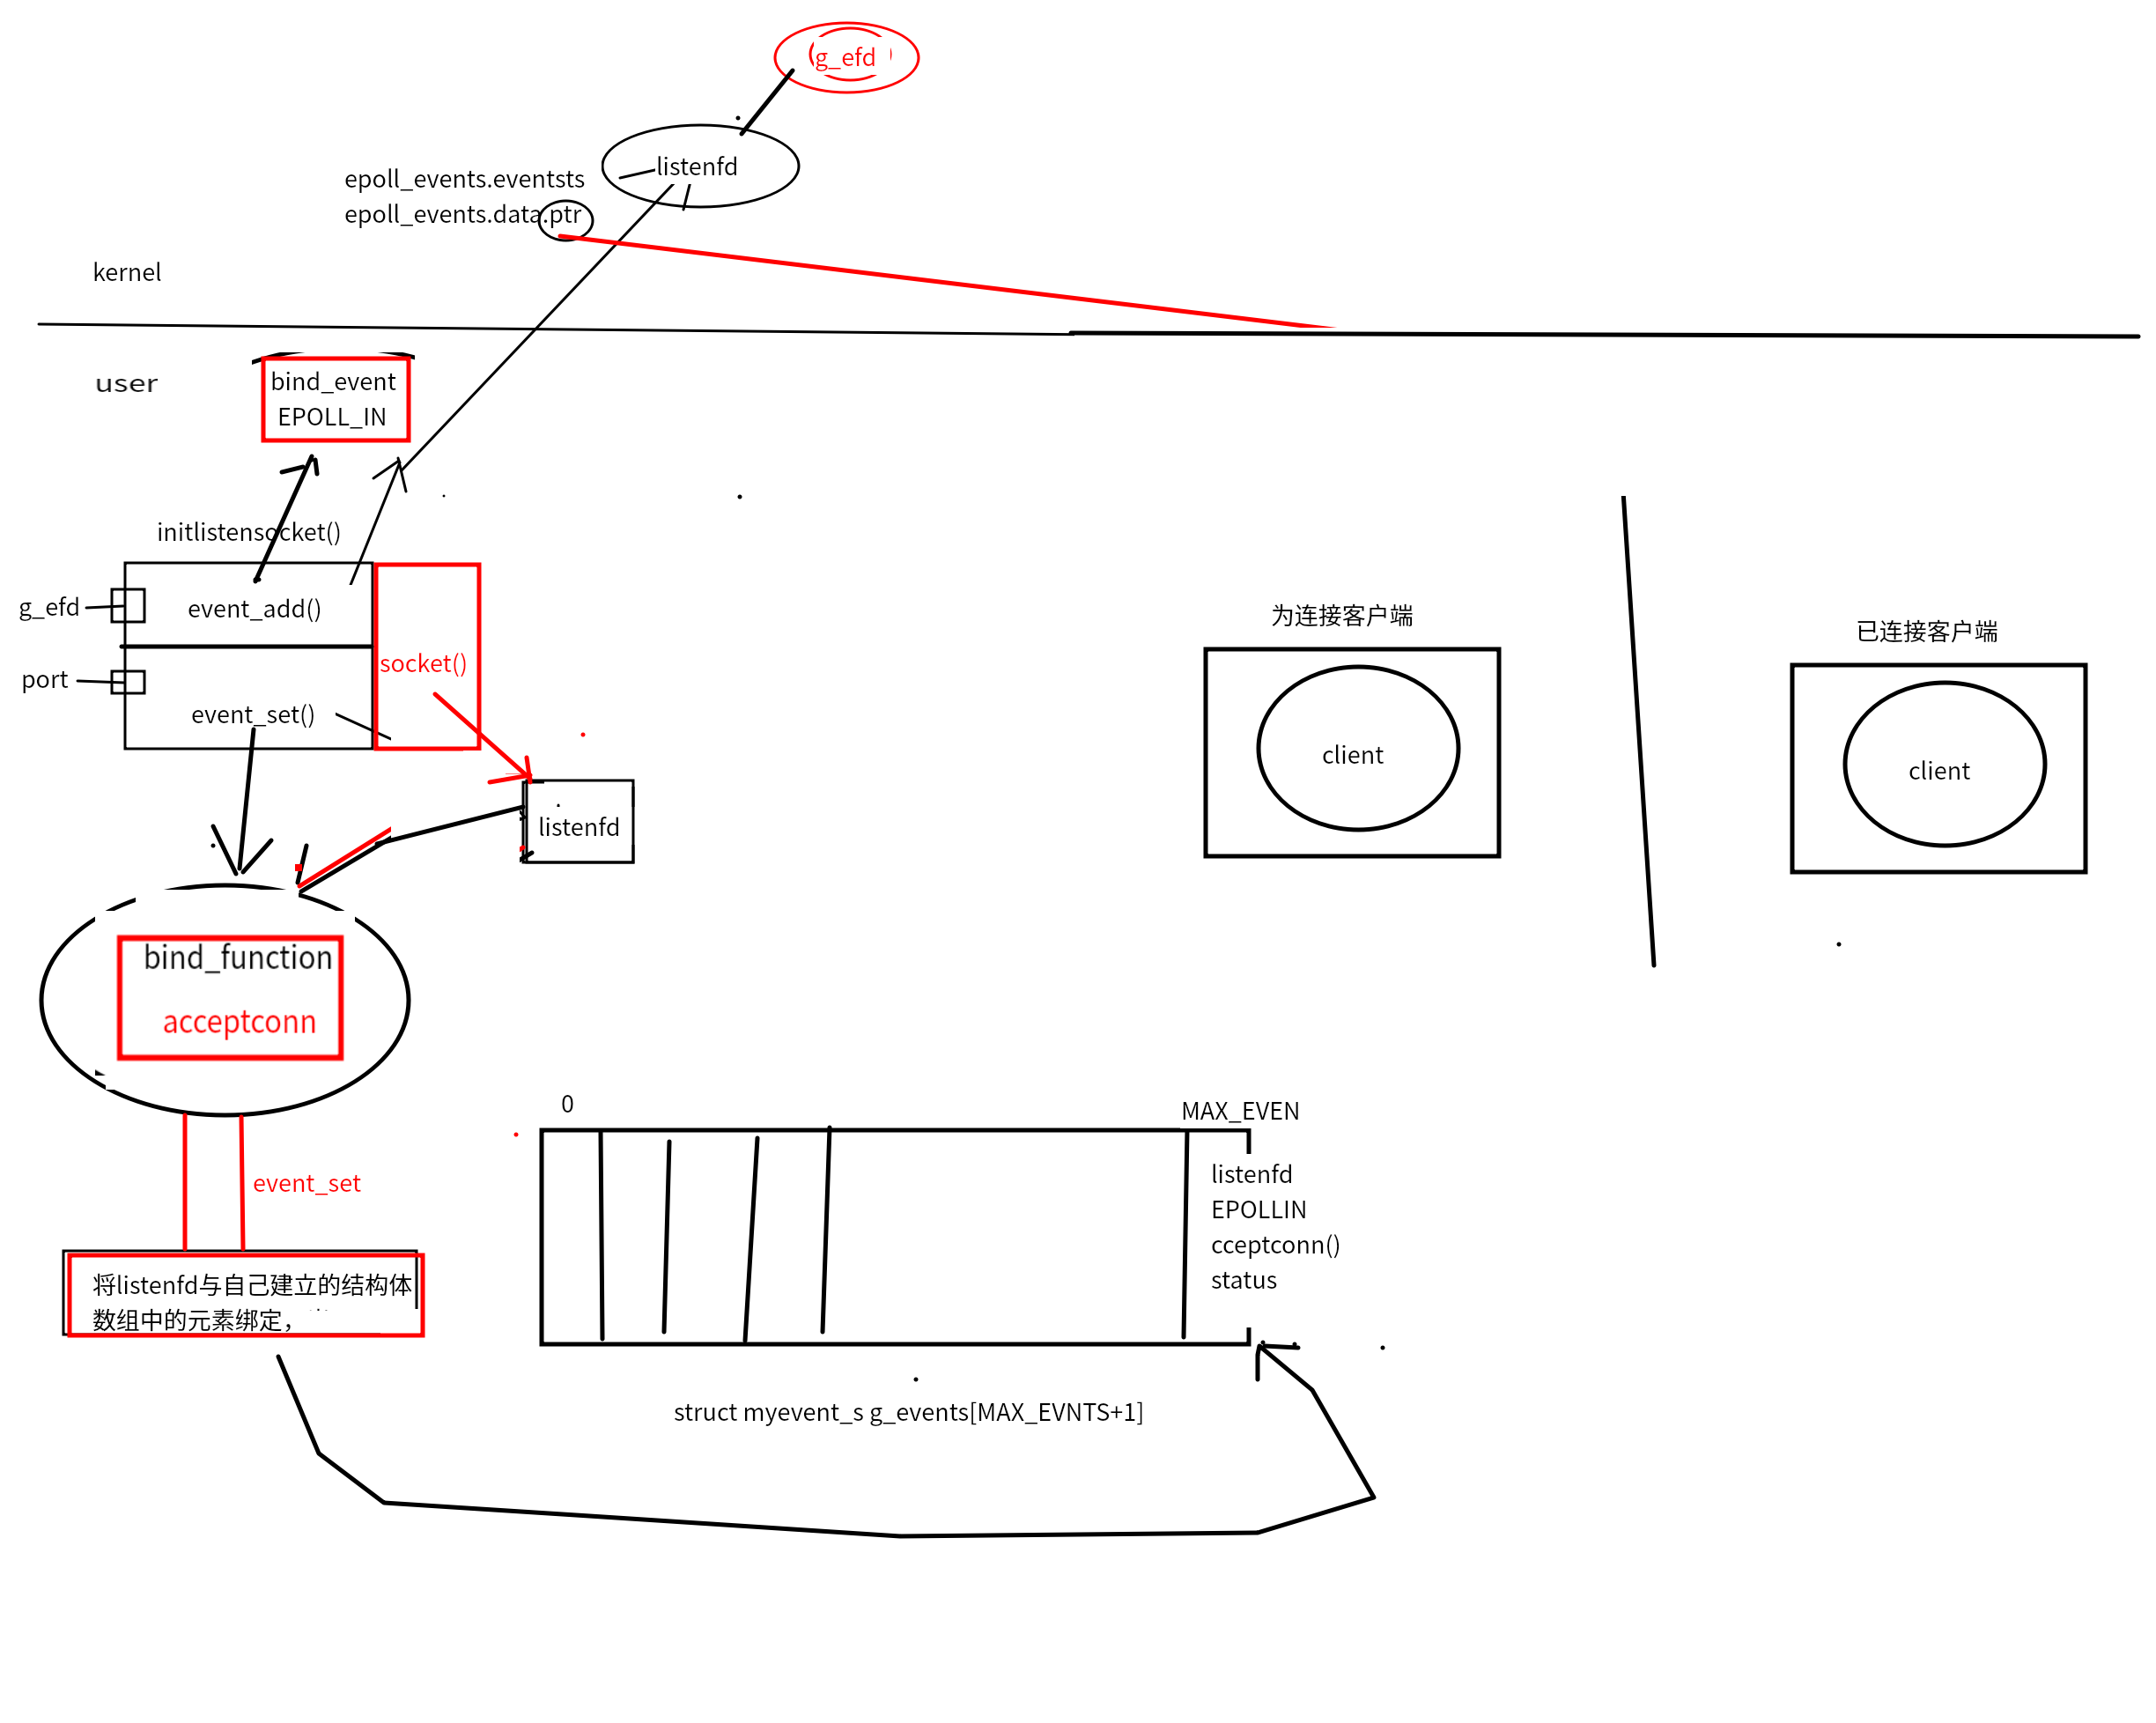 g_efd
listenfd
epoll_events.eventsts
epoll_events.data.ptr
kernel
user
bind_event
EPOLL_IN
initlistensocket()
g_efd
event_add()
socket()
port
event_set()
listenfd
为连接客户端
client
已连接客户端
client
bind_function
acceptconn
event_set
将listenfd与自己建立的结构体
数组中的元素绑定，
0
MAX_EVEN
listenfd
EPOLLIN
cceptconn()
status
struct myevent_s g_events[MAX_EVNTS+1]